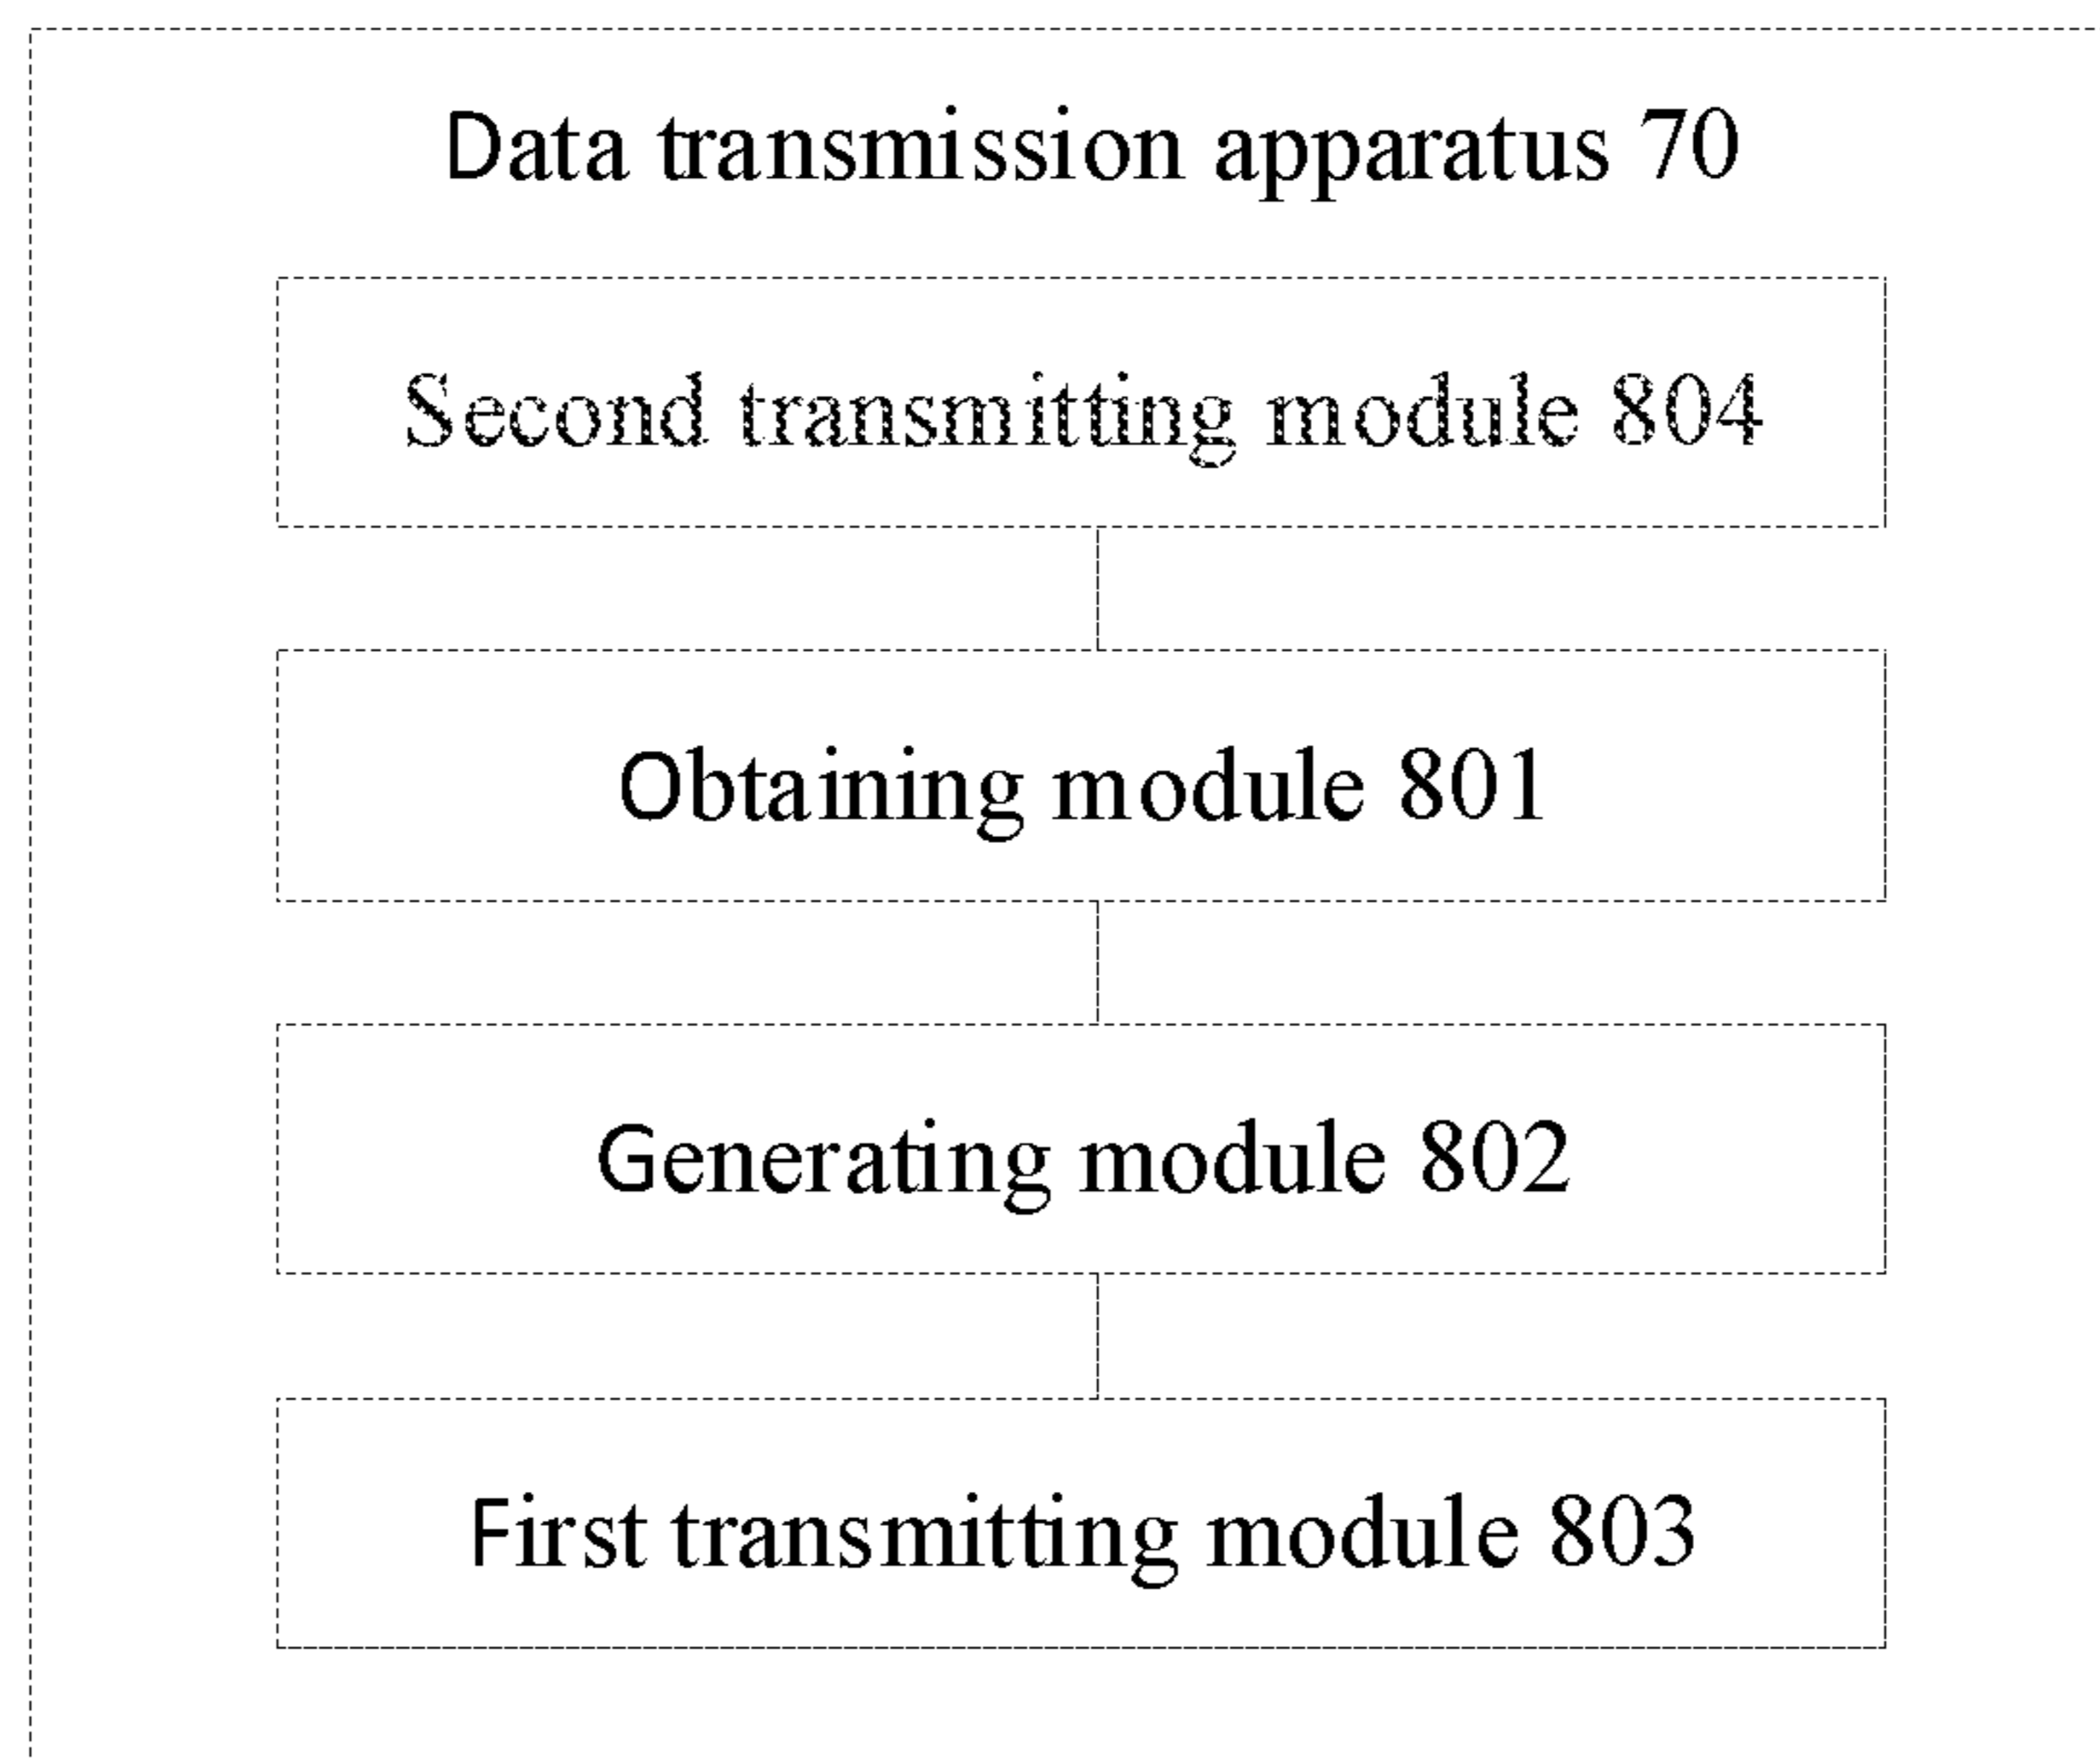 Data transmission apparatus 70
Second transmitting module 804
Obtaining module 801
Generating module 802
First transmitting module 803